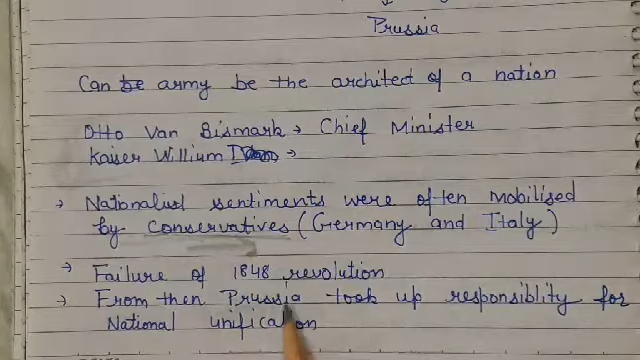 Prussia
Can be army be the architect of a nation
Otto Van Bismark → Chief Minister
Kaiser William I →
→ Nationalist sentiments were often mobilised
by conservatives (Germany and Italy)
→ Failure of 1848 revolution
→ From then Prussia took up responsiblity for
National unification